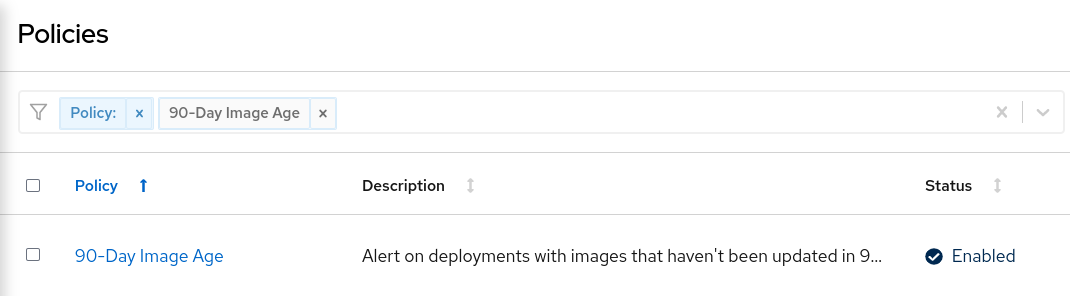 Policies
Policy: × 90-Day Image Age ×
Policy Description Status
90-Day Image Age Alert on deployments with images that haven't been updated in 9... Enabled